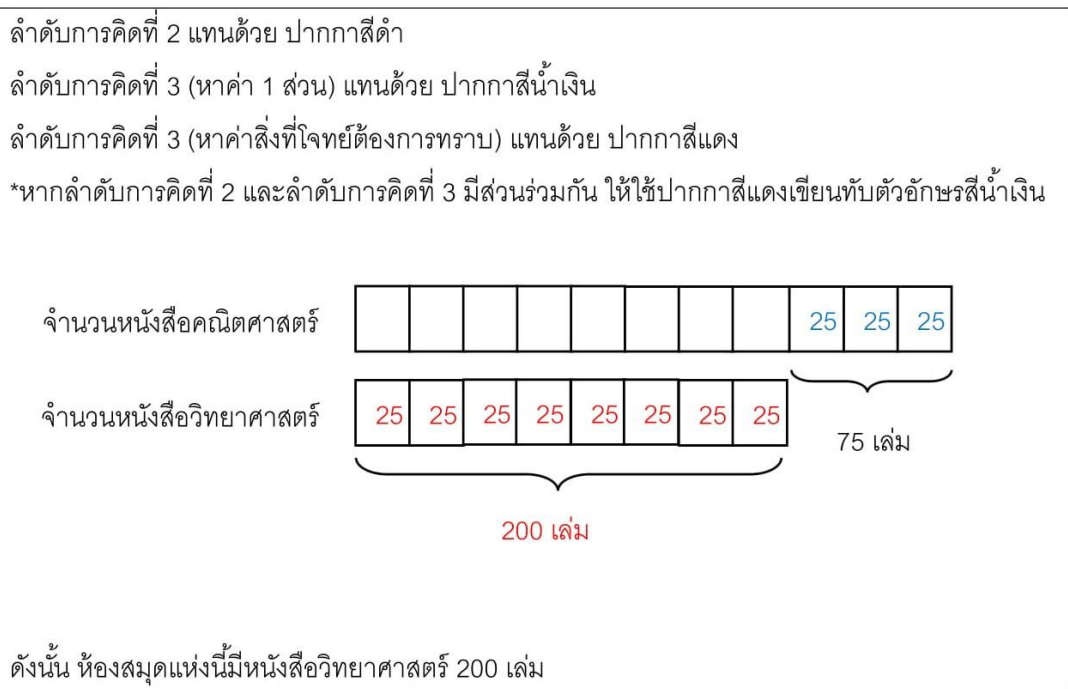 ลำดับการคิดที่ 2 แทนด้วย ปากกาสีดำ
ลำดับการคิดที่ 3 (หาค่า 1 ส่วน) แทนด้วย ปากกาสีน้ำเงิน
ลำดับการคิดที่ 3 (หาค่าสิ่งที่โจทย์ต้องการทราบ) แทนด้วย ปากกาสีแดง
*หากลำดับการคิดที่ 2 และลำดับการคิดที่ 3 มีส่วนร่วมกัน ให้ใช้ปากกาสีแดงเขียนทับตัวอักษรสีน้ำเงิน
จำนวนหนังสือคณิตศาสตร์ 25 25 25
จำนวนหนังสือวิทยาศาสตร์ 25 25 25 25 25 25 25 25
75 เล่ม
200 เล่ม
ดังนั้น ห้องสมุดแห่งนี้มีหนังสือวิทยาศาสตร์ 200 เล่ม